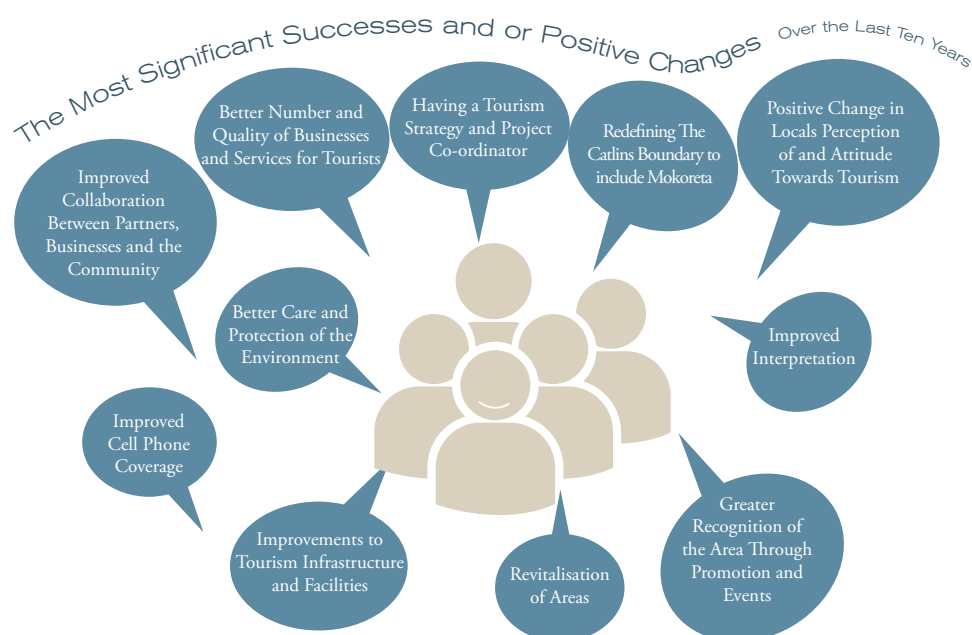 The Most Significant Successes and or Positive Changes Over the Last Ten Years
Improved
Collaboration
Between Partners,
Businesses and the
Community
Better Number and
Quality of Businesses
and Services for Tourists
Having a Tourism
Strategy and Project
Co-ordinator
Redefining The
Catlins Boundary to
include Mokoreta
Positive Change in
Locals Perception
of and Attitude
Towards Tourism
Better Care and
Protection of the
Environment
Improved
Interpretation
Improved
Cell Phone
Coverage
Improvements to
Tourism Infrastructure
and Facilities
Revitalisation
of Areas
Greater
Recognition of
the Area Through
Promotion and
Events